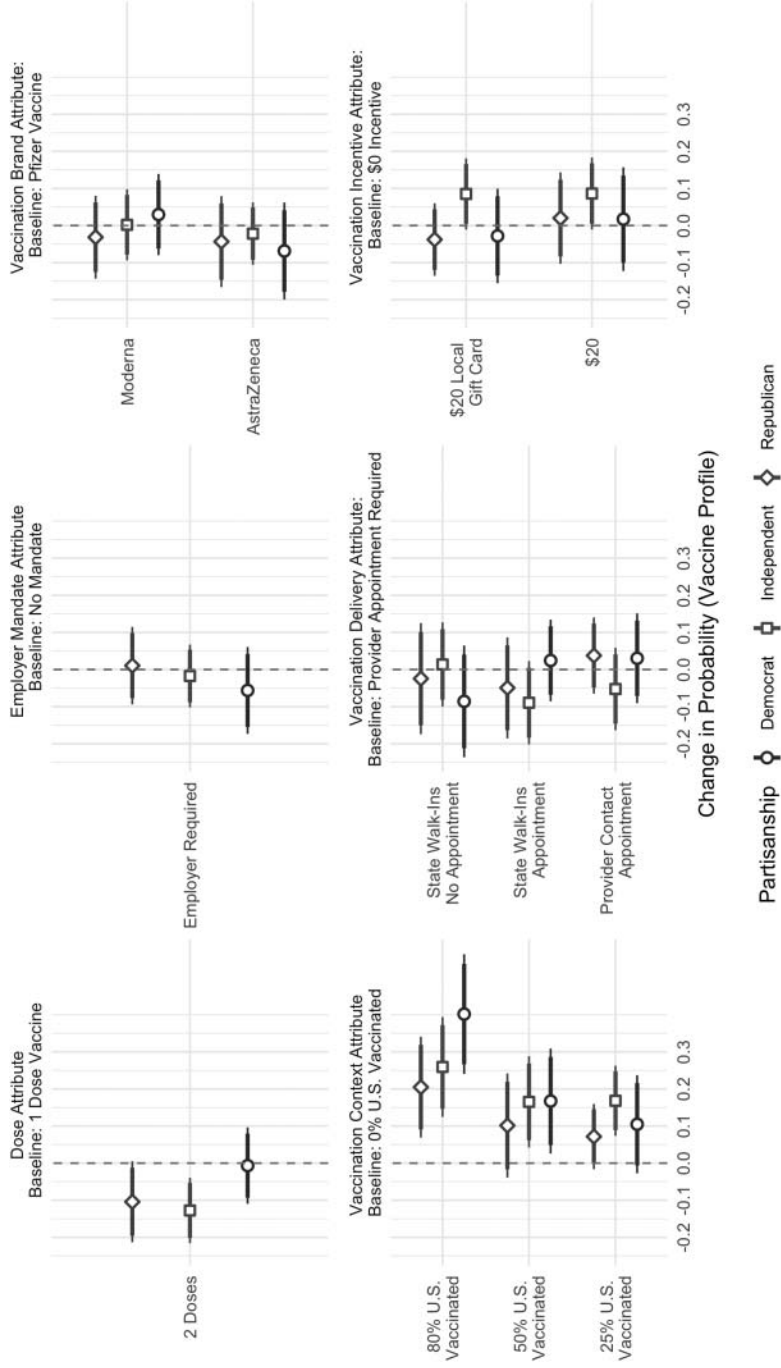 Dose Attribute
Baseline: 1 Dose Vaccine
2 Doses
Employer Mandate Attribute
Baseline: No Mandate
Employer Required
Vaccination Brand Attribute:
Baseline: Pfizer Vaccine
Moderna
AstraZeneca
Vaccination Context Attribute
Baseline: 0% U.S. Vaccinated
80% U.S.
Vaccinated
50% U.S.
Vaccinated
25% U.S.
Vaccinated
-0.2 -0.1 0.0 0.1 0.2 0.3
Vaccination Delivery Attribute:
Baseline: Provider Appointment Required
State Walk-Ins
No Appointment
State Walk-Ins
Appointment
Provider Contact
Appointment
-0.2 -0.1 0.0 0.1 0.2 0.3
Vaccination Incentive Attribute:
Baseline: $0 Incentive
$20 Local
Gift Card
$20
-0.2 -0.1 0.0 0.1 0.2 0.3
Change in Probability (Vaccine Profile)
Partisanship Democrat Independent Republican